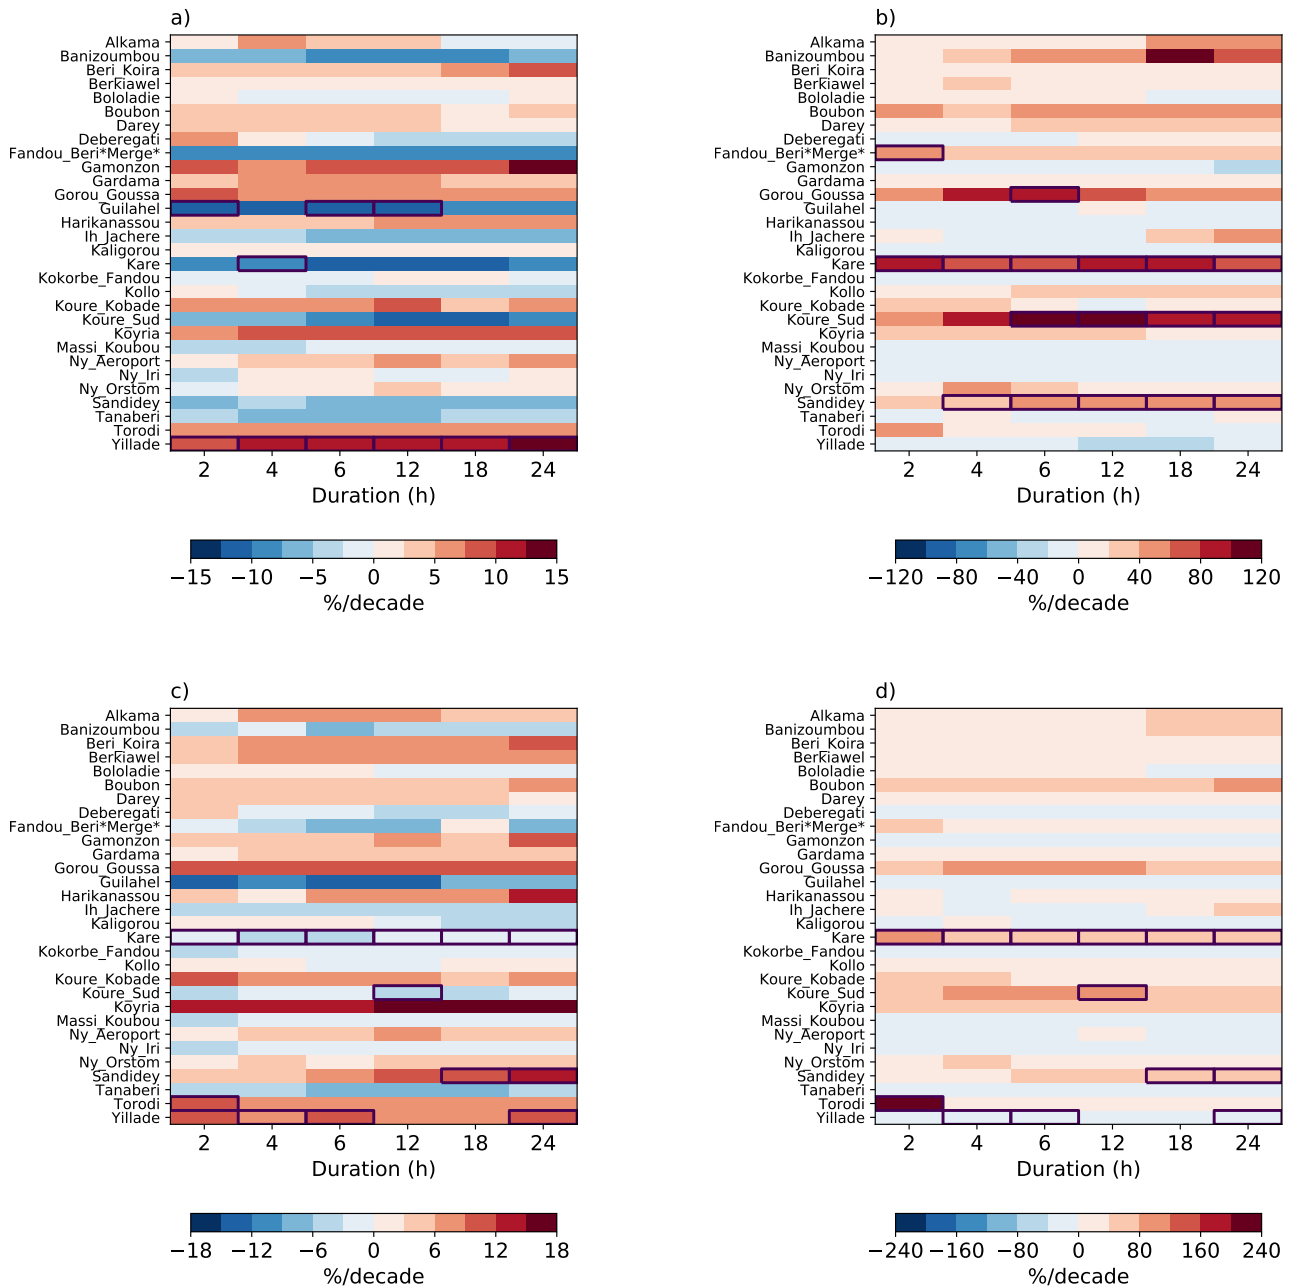 a)
Alkama
Banizoumbou
Beri_Koira
Berkiawel
Bololadie
Boubon
Darey
Deberegati
Fandou_Beri*Merge*
Gamonzon
Gardama
Gorou_Goussa
Guilahel
Harikanassou
Ih_Jachere
Kaligorou
Kare
Kokorbe_Fandou
Kollo
Koure_Kobade
Koure_Sud
Koyria
Massi_Koubou
Ny_Aeroport
Ny_Iri
Ny_Orstom
Sandidey
Tanaberi
Torodi
Yillade
2 4 6 12 18 24
Duration (h)
−15 −10 −5 0 5 10 15
%/decade
b)
Alkama
Banizoumbou
Beri_Koira
Berkiawel
Bololadie
Boubon
Darey
Deberegati
Fandou_Beri*Merge*
Gamonzon
Gardama
Gorou_Goussa
Guilahel
Harikanassou
Ih_Jachere
Kaligorou
Kare
Kokorbe_Fandou
Kollo
Koure_Kobade
Koure_Sud
Koyria
Massi_Koubou
Ny_Aeroport
Ny_Iri
Ny_Orstom
Sandidey
Tanaberi
Torodi
Yillade
2 4 6 12 18 24
Duration (h)
−120 −80 −40 0 40 80 120
%/decade
c)
Alkama
Banizoumbou
Beri_Koira
Berkiawel
Bololadie
Boubon
Darey
Deberegati
Fandou_Beri*Merge*
Gamonzon
Gardama
Gorou_Goussa
Guilahel
Harikanassou
Ih_Jachere
Kaligorou
Kare
Kokorbe_Fandou
Kollo
Koure_Kobade
Koure_Sud
Koyria
Massi_Koubou
Ny_Aeroport
Ny_Iri
Ny_Orstom
Sandidey
Tanaberi
Torodi
Yillade
2 4 6 12 18 24
Duration (h)
−18 −12 −6 0 6 12 18
%/decade
d)
Alkama
Banizoumbou
Beri_Koira
Berkiawel
Bololadie
Boubon
Darey
Deberegati
Fandou_Beri*Merge*
Gamonzon
Gardama
Gorou_Goussa
Guilahel
Harikanassou
Ih_Jachere
Kaligorou
Kare
Kokorbe_Fandou
Kollo
Koure_Kobade
Koure_Sud
Koyria
Massi_Koubou
Ny_Aeroport
Ny_Iri
Ny_Orstom
Sandidey
Tanaberi
Torodi
Yillade
2 4 6 12 18 24
Duration (h)
−240 −160 −80 0 80 160 240
%/decade